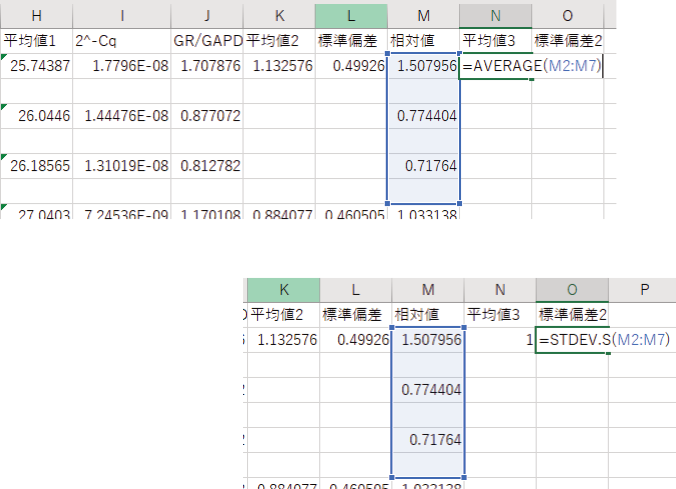 H I J K L M N O
平均値1 2^-Cq GR/GAPD 平均値2 標準偏差 相対値 平均値3 標準偏差2
25.74387 1.7796E-08 1.707876 1.132576 0.49926 1.507956 =AVERAGE(M2:M7)
26.0446 1.44476E-08 0.877072 0.774404
26.18565 1.31019E-08 0.812782 0.71764
27.0403 7.24536E-09 1.170108 0.884077 0.460505 1.033138
K L M N O P
平均値2 標準偏差 相対値 平均値3 標準偏差2
1.132576 0.49926 1.507956 1 =STDEV.S(M2:M7)
0.774404
0.71764
0.884077 0.460505 1.033138